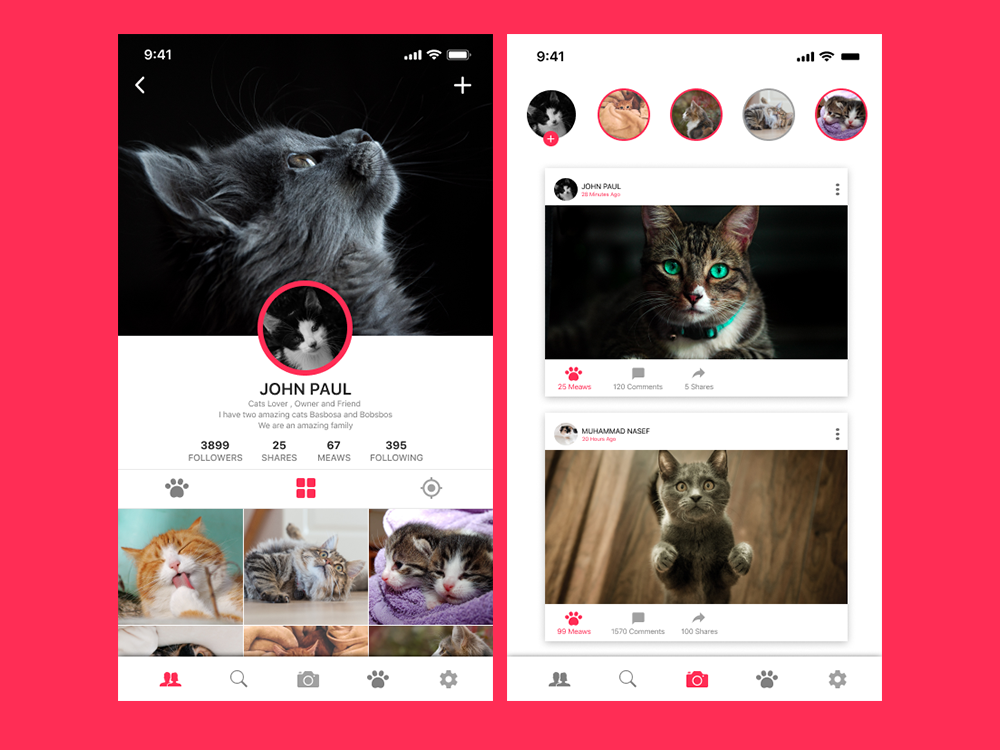 9:41
JOHN PAUL
Cats Lover , Owner and Friend
I have two amazing cats Basbosa and Bobsbos
We are an amazing family
3899 25 67 395
FOLLOWERS SHARES MEAWS FOLLOWING
9:41
JOHN PAUL
28 Minutes Ago
25 Meaws 120 Comments 5 Shares
MUHAMMAD NASEF
20 Hours Ago
99 Meaws 1570 Comments 100 Shares